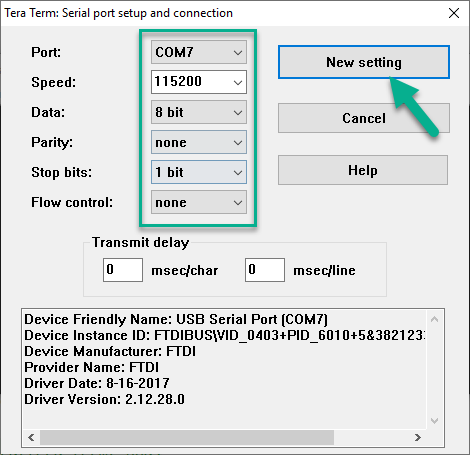 Tera Term: Serial port setup and connection
Port: COM7 New setting
Speed: 115200
Data: 8 bit Cancel
Parity: none
Stop bits: 1 bit Help
Flow control: none
Transmit delay
0 msec/char 0 msec/line
Device Friendly Name: USB Serial Port (COM7)
Device Instance ID: FTDIBUS\VID_0403+PID_6010+5&382123
Device Manufacturer: FTDI
Provider Name: FTDI
Driver Date: 8-16-2017
Driver Version: 2.12.28.0